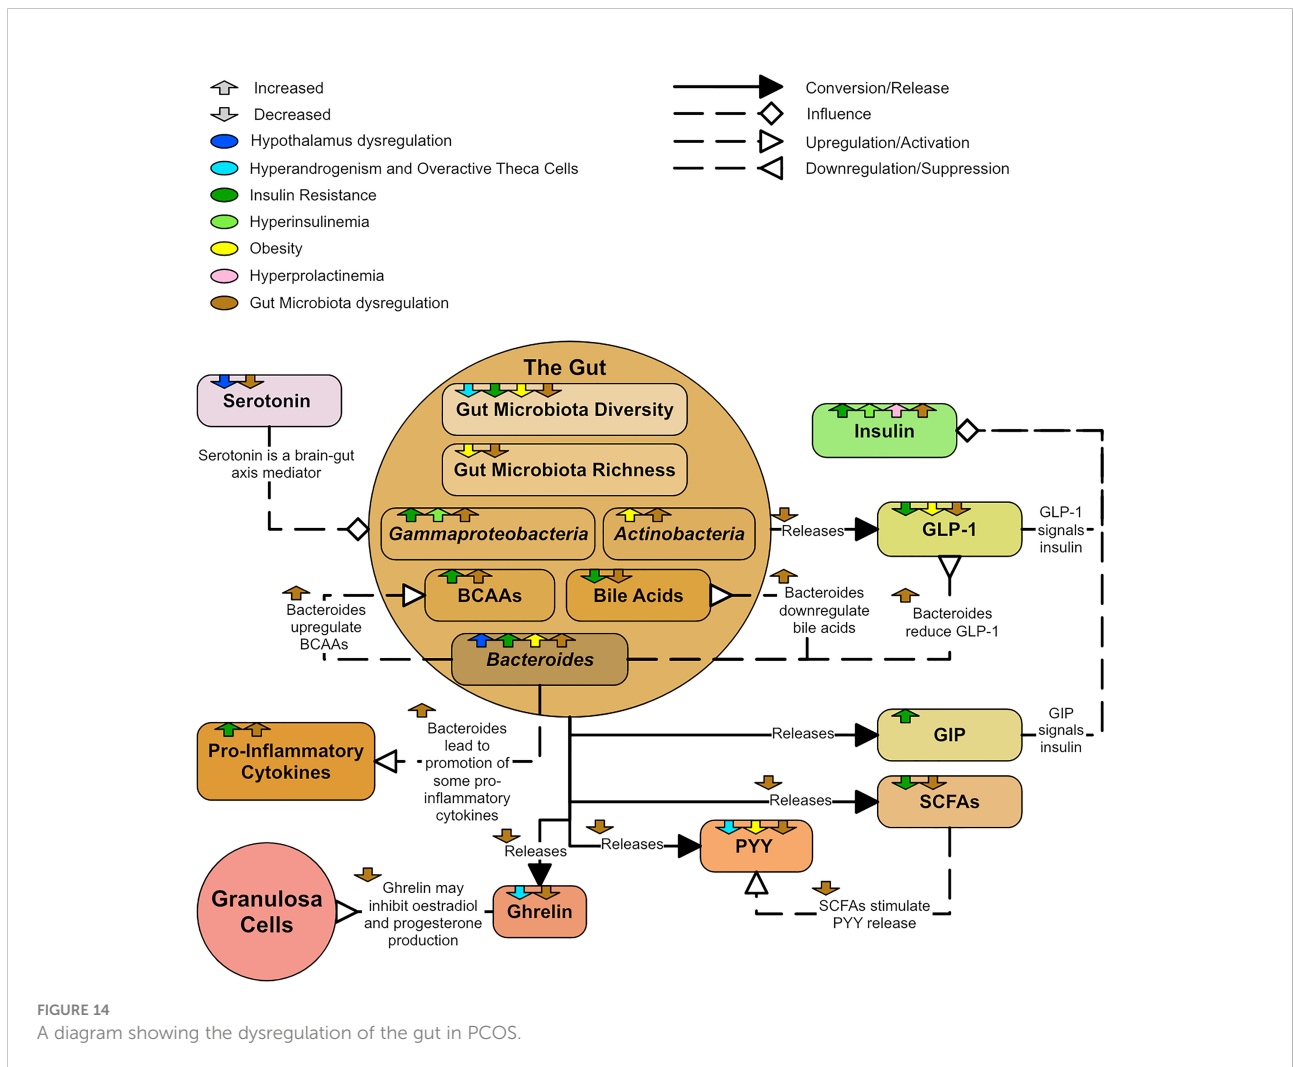 Increased
Decreased
Hypothalamus dysregulation
Hyperandrogenism and Overactive Theca Cells
Insulin Resistance
Hyperinsulinemia
Obesity
Hyperprolactinemia
Gut Microbiota dysregulation
Conversion/Release
Influence
Upregulation/Activation
Downregulation/Suppression
The Gut
Serotonin
Serotonin is a brain-gut
axis mediator
Gut Microbiota Diversity
Gut Microbiota Richness
Gammaproteobacteria
Actinobacteria
BCAAs
Bile Acids
Bacteroides
Insulin
Releases
GLP-1
GLP-1
signals
insulin
Bacteroides
upregulate
BCAAs
Bacteroides
downregulate
bile acids
Bacteroides
reduce GLP-1
Pro-Inflammatory
Cytokines
Bacteroides
lead to
promotion of
some pro-
inflammatory
cytokines
Releases
GIP
GIP
signals
insulin
Releases
SCFAs
Releases
Releases
PYY
SCFAs stimulate
PYY release
Granulosa
Cells
Ghrelin may
inhibit oestradiol
and progesterone
production
Ghrelin
FIGURE 14
A diagram showing the dysregulation of the gut in PCOS.